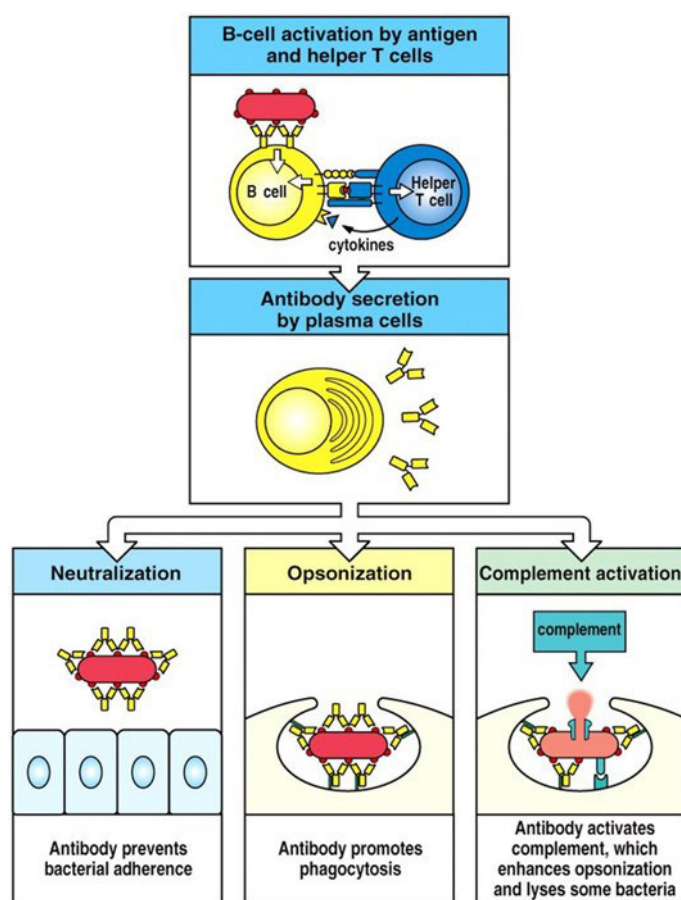 B-cell activation by antigen
and helper T cells
B cell
Helper
T cell
cytokines
Antibody secretion
by plasma cells
Neutralization
Antibody prevents
bacterial adherence
Opsonization
Antibody promotes
phagocytosis
Complement activation
complement
Antibody activates
complement, which
enhances opsonization
and lyses some bacteria